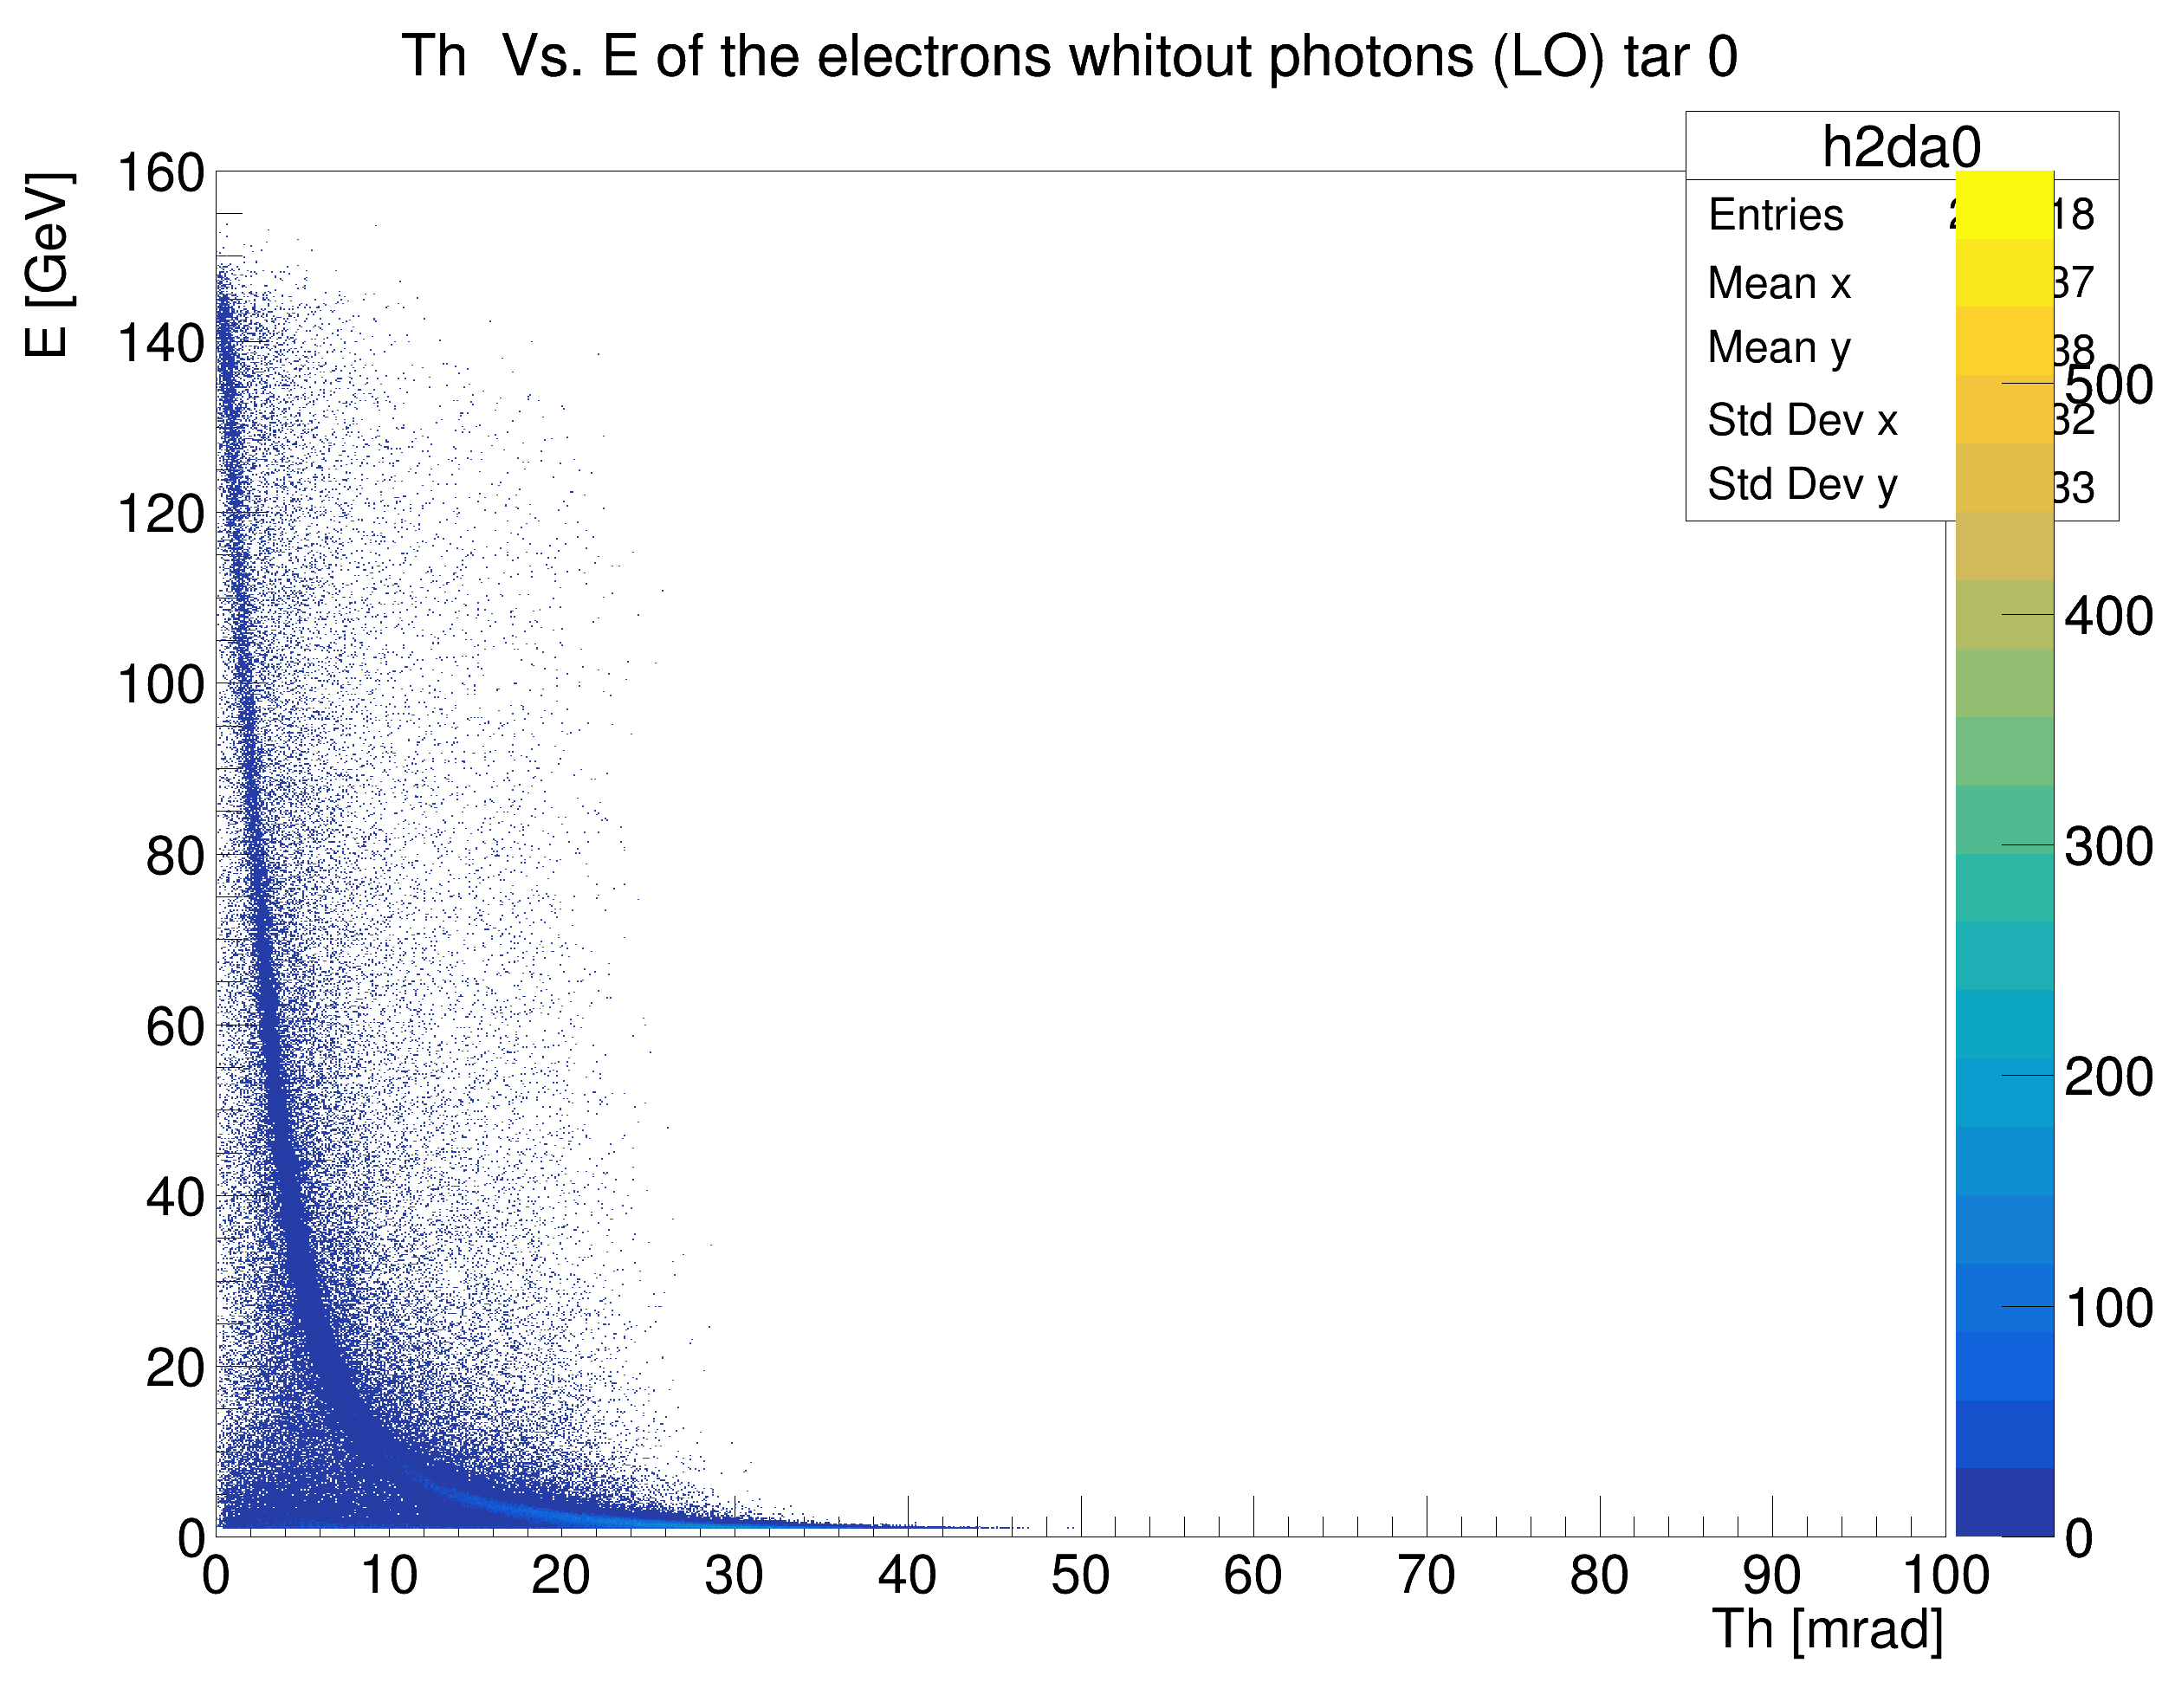 Th Vs. E of the electrons whitout photons (LO) tar 0
h2da0
Entries 18
Mean x 37
Mean y 38
Std Dev x 32
Std Dev y 33
E [GeV]
160
140
120
100
80
60
40
20
0
0 10 20 30 40 50 60 70 80 90 100
Th [mrad]
500
400
300
200
100
0